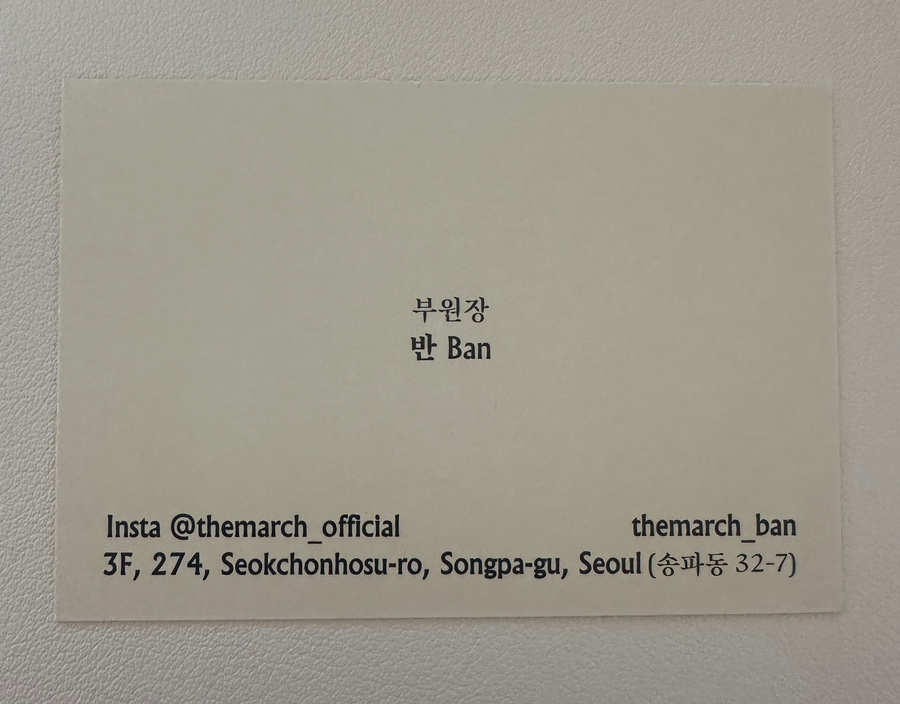 부원장
반 Ban
Insta @themarch_official themarch_ban
3F, 274, Seokchonhosu-ro, Songpa-gu, Seoul (송파동 32-7)